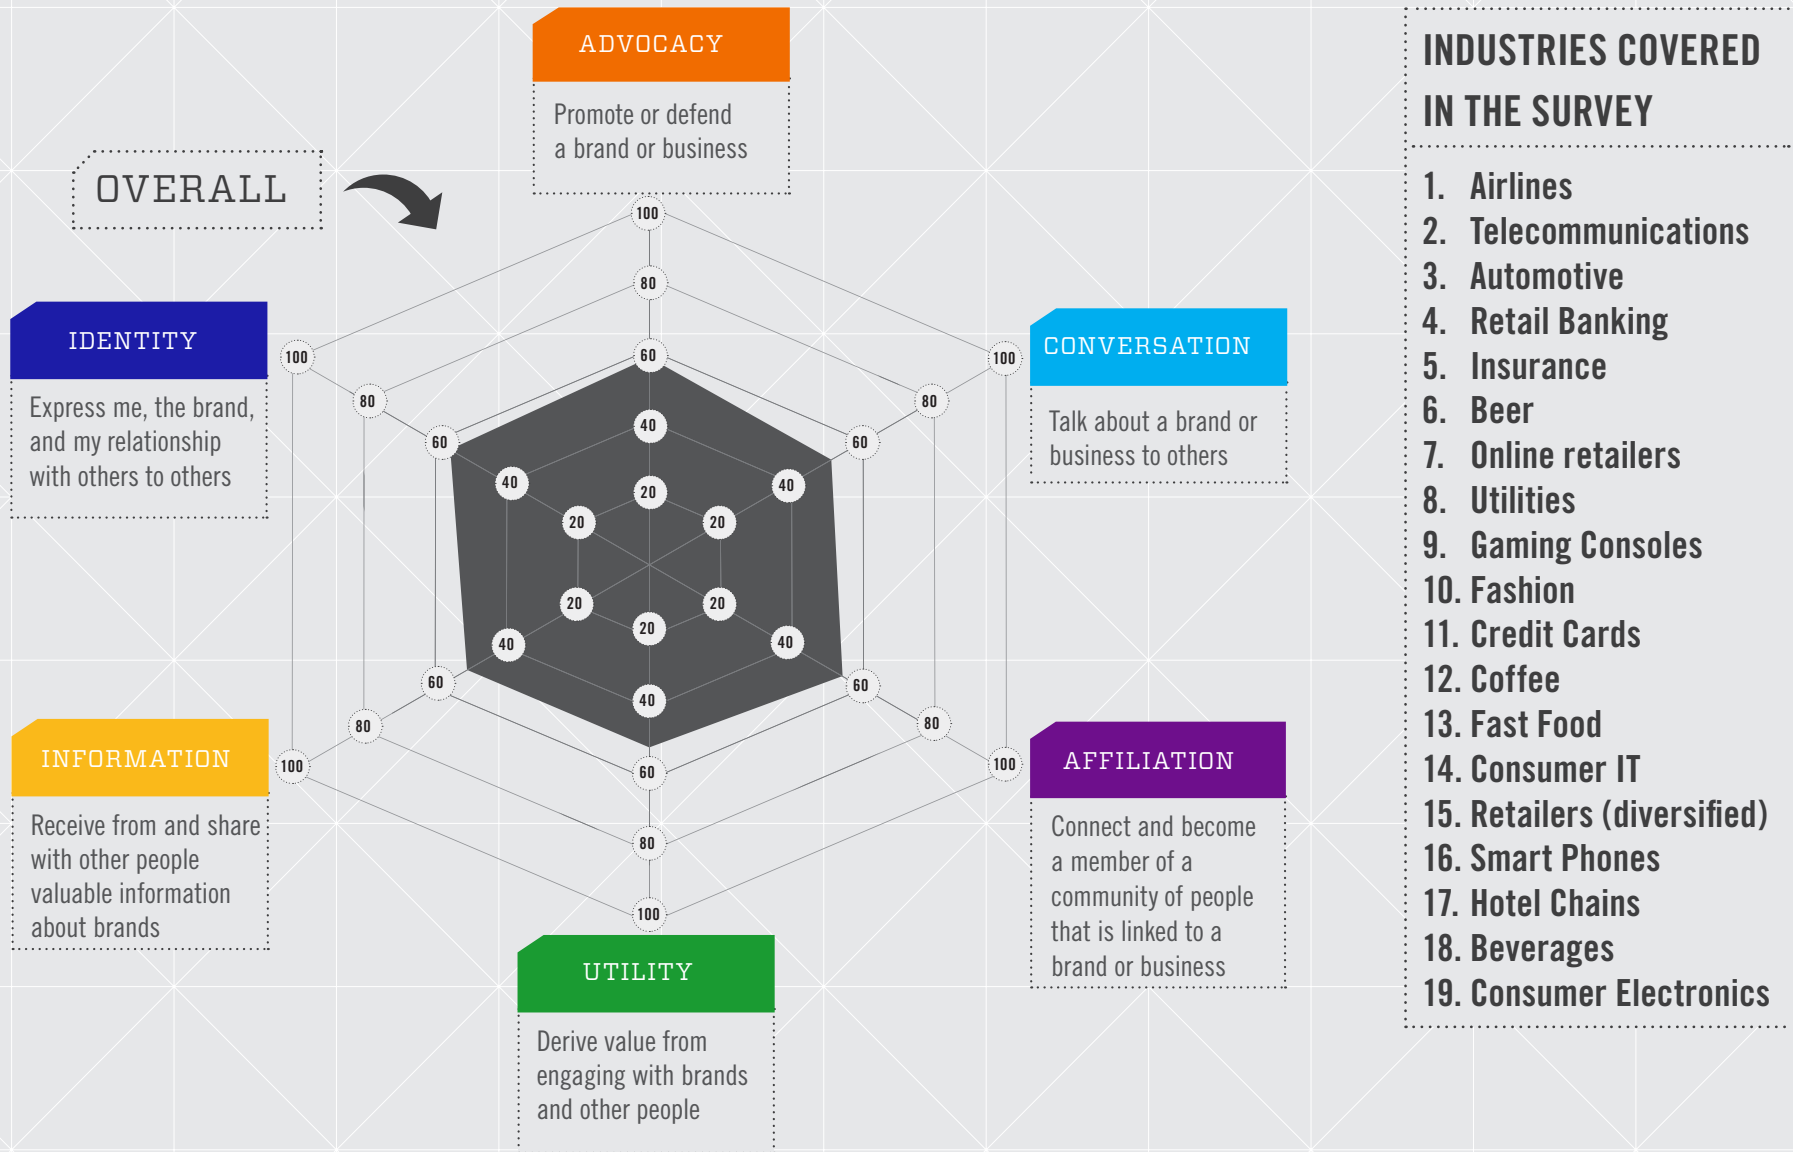 ADVOCACY
Promote or defend
a brand or business
OVERALL
IDENTITY
Express me, the brand,
and my relationship
with others to others
CONVERSATION
Talk about a brand or
business to others
INFORMATION
Receive from and share
with other people
valuable information
about brands
AFFILIATION
Connect and become
a member of a
community of people
that is linked to a
brand or business
UTILITY
Derive value from
engaging with brands
and other people
100
80
60
40
20
100
80
60
40
20
100
80
60
40
20
20
40
60
80
100
20
40
60
80
100
20
40
60
80
100
INDUSTRIES COVERED
IN THE SURVEY
1. Airlines
2. Telecommunications
3. Automotive
4. Retail Banking
5. Insurance
6. Beer
7. Online retailers
8. Utilities
9. Gaming Consoles
10. Fashion
11. Credit Cards
12. Coffee
13. Fast Food
14. Consumer IT
15. Retailers (diversified)
16. Smart Phones
17. Hotel Chains
18. Beverages
19. Consumer Electronics